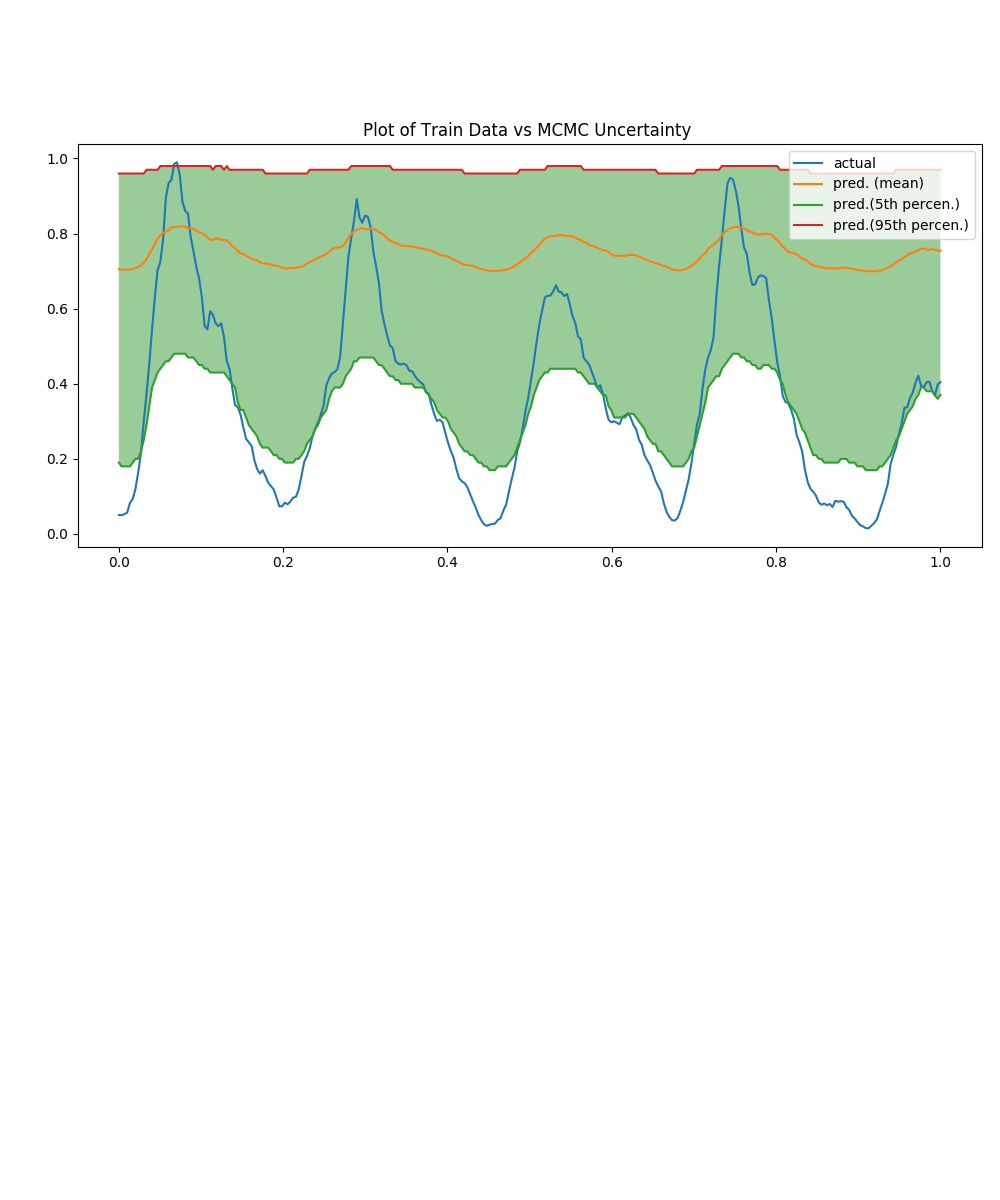 Plot of Train Data vs MCMC Uncertainty
1.0
0.8
0.6
0.4
0.2
0.0
actual
pred. (mean)
pred.(5th percen.)
pred.(95th percen.)
0.0 0.2 0.4 0.6 0.8 1.0